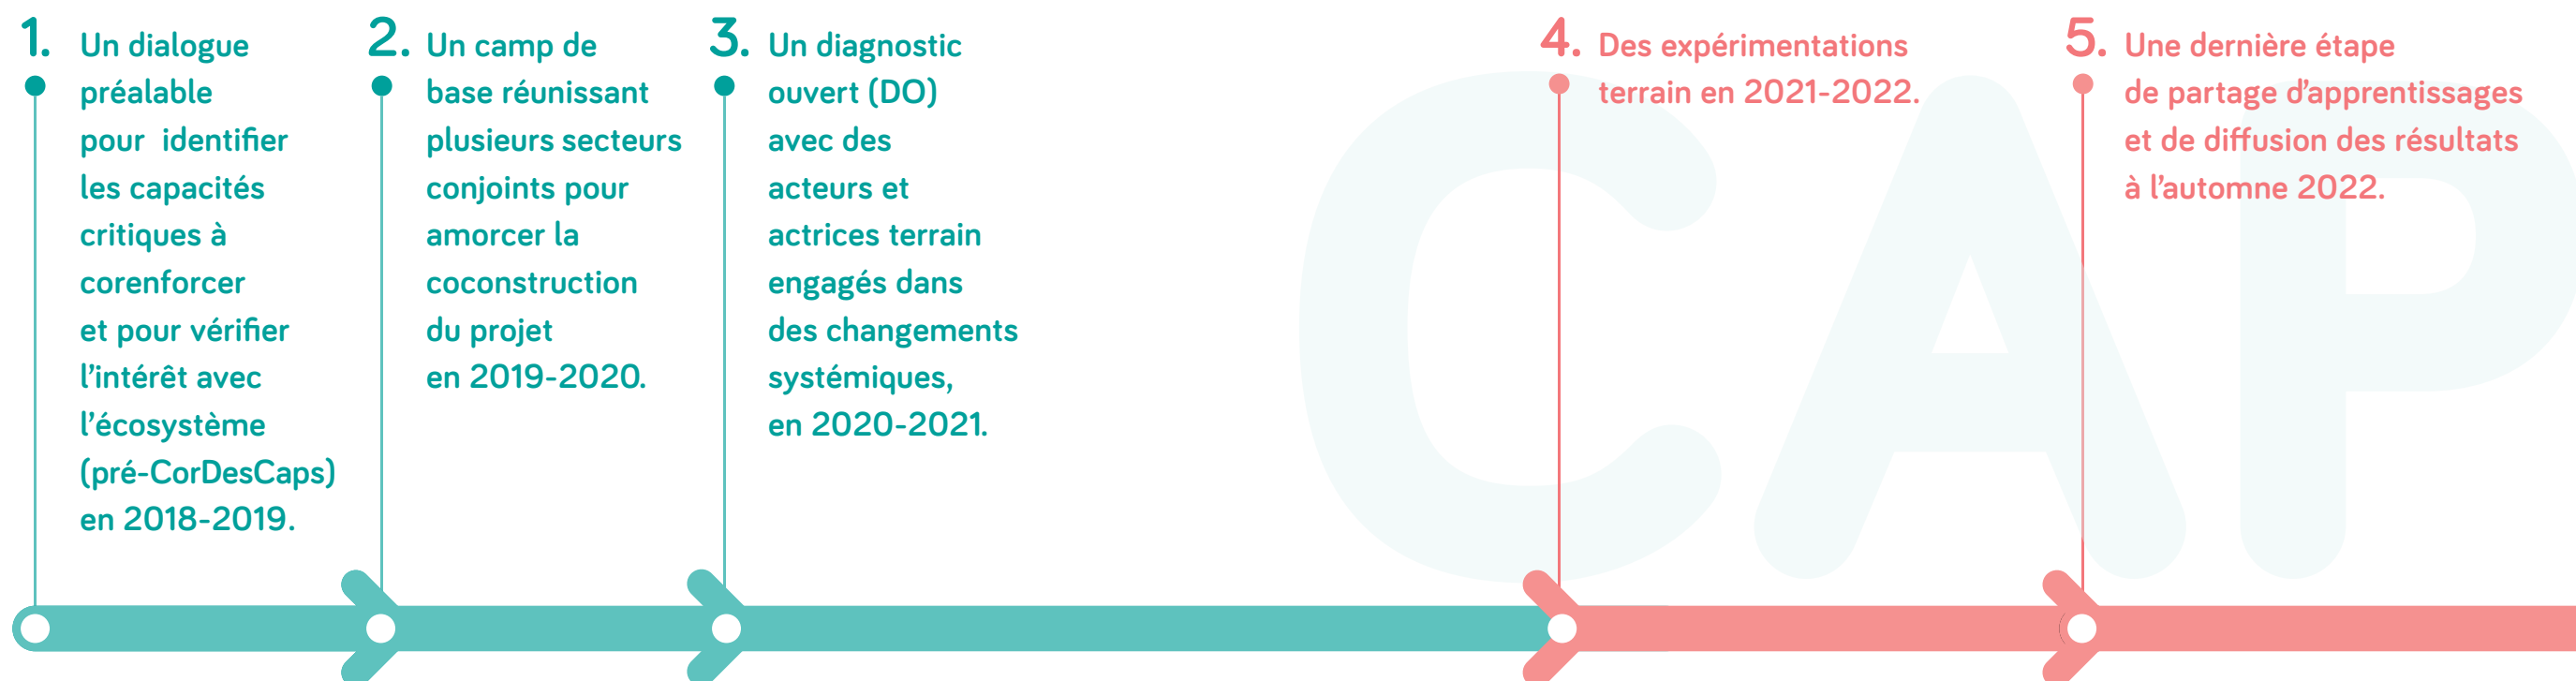 1. Un dialogue
préalable
pour identifier
les capacités
critiques à
corenforcer
et pour vérifier
l'intérêt avec
l'écosystème
(pré-CorDesCaps)
en 2018-2019.
2. Un camp de
base réunissant
plusieurs secteurs
conjoints pour
amorcer la
coconstruction
du projet
en 2019-2020.
3. Un diagnostic
ouvert (DO)
avec des
acteurs et
actrices terrain
engagés dans
des changements
systémiques,
en 2020-2021.
4. Des expérimentations
terrain en 2021-2022.
5. Une dernière étape
de partage d'apprentissages
et de diffusion des résultats
à l'automne 2022.
CAP